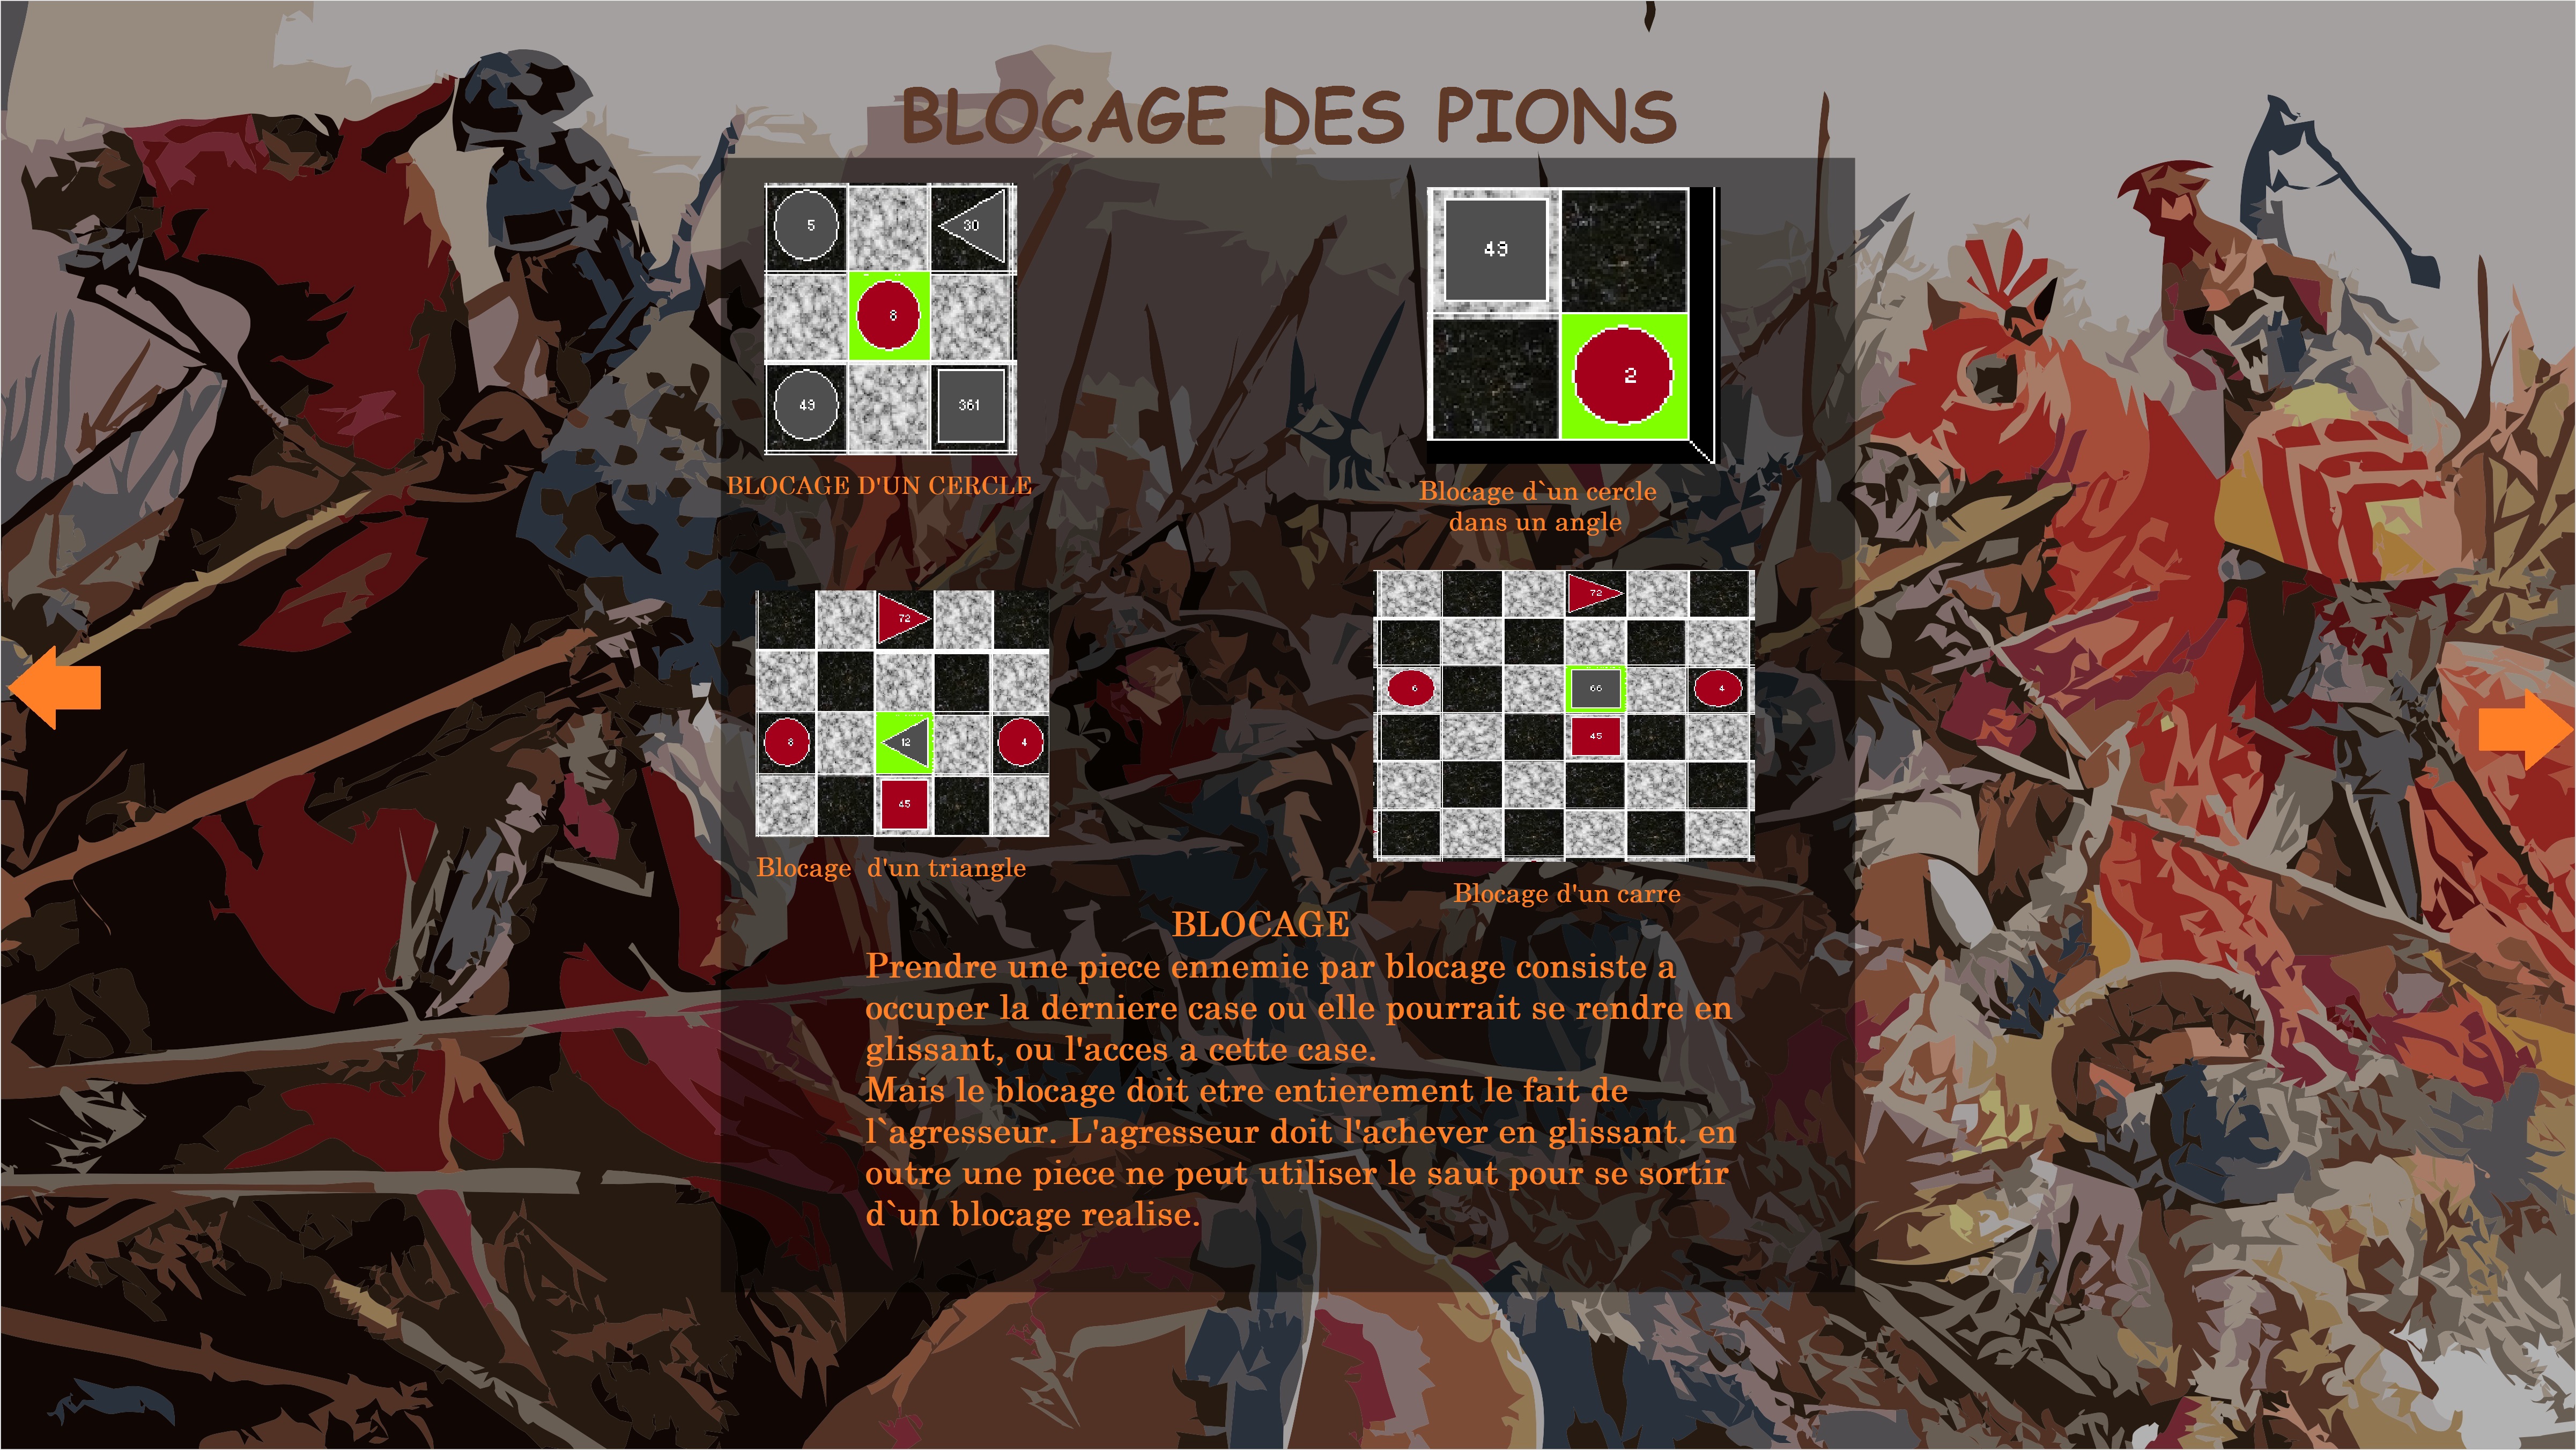 BLOCAGE DES PIONS
5
30
8
49
361
BLOCAGE D'UN CERCLE
49
2
Blocage d`un cercle
dans un angle
72
8
12
4
45
Blocage  d'un triangle
72
6
66
4
45
Blocage d'un carre
BLOCAGE
Prendre une piece ennemie par blocage consiste a
occuper la derniere case ou elle pourrait se rendre en
glissant, ou l'acces a cette case.
Mais le blocage doit etre entierement le fait de
l`agresseur. L'agresseur doit l'achever en glissant. en
outre une piece ne peut utiliser le saut pour se sortir
d`un blocage realise.